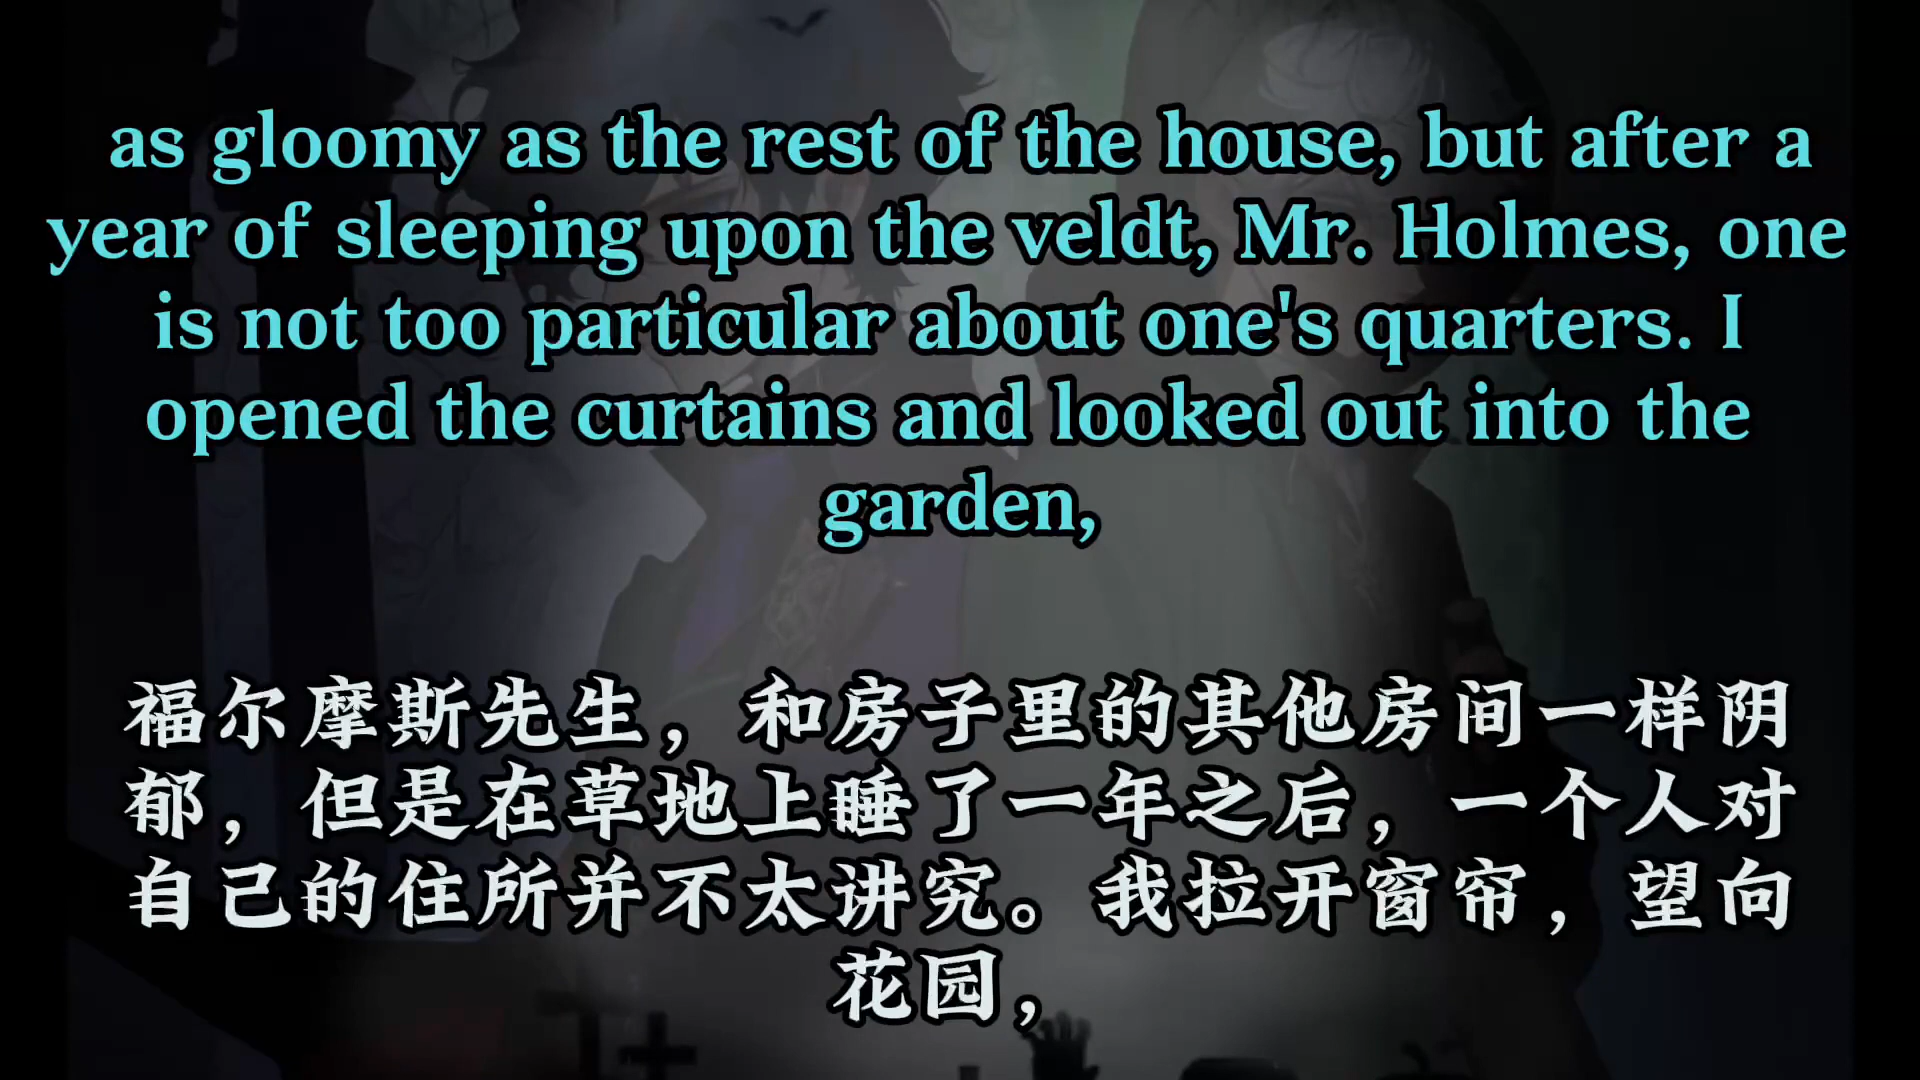 as gloomy as the rest of the house, but after a
year of sleeping upon the veldt, Mr. Holmes, one
is not too particular about one's quarters. I
opened the curtains and looked out into the
garden,
福尔摩斯先生，和房子里的其他房间一样阴
郁，但是在草地上睡了一年之后，一个人对
自己的住所并不太讲究。我拉开窗帘，望向
花园，